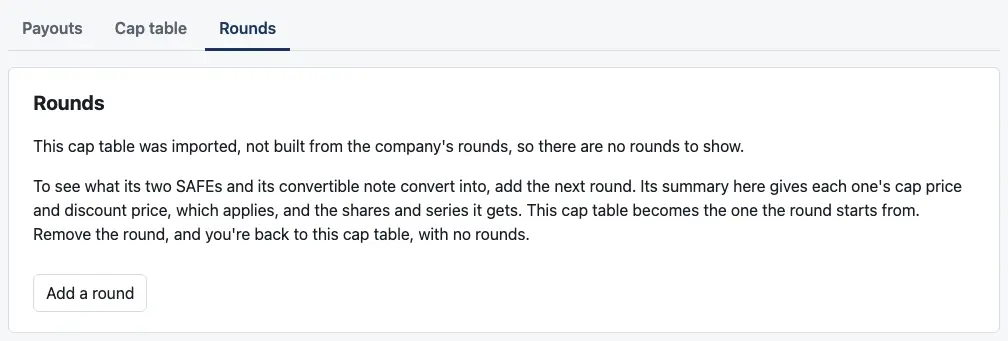 Payouts Cap table Rounds
Rounds
This cap table was imported, not built from the company's rounds, so there are no rounds to show.
To see what its two SAFEs and its convertible note convert into, add the next round. Its summary here gives each one's cap price
and discount price, which applies, and the shares and series it gets. This cap table becomes the one the round starts from.
Remove the round, and you're back to this cap table, with no rounds.
Add a round